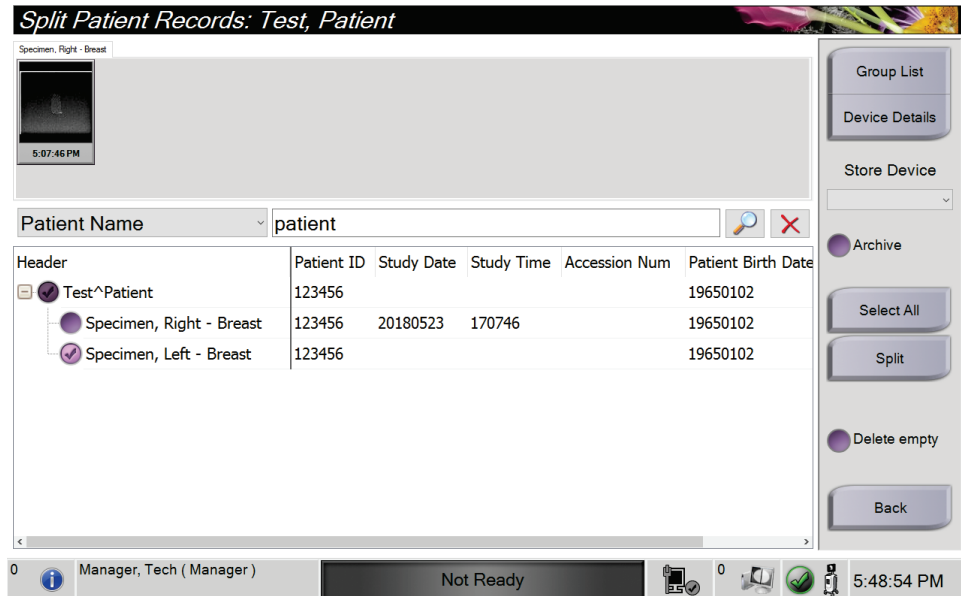 Split Patient Records: Test, Patient
Specimen, Right - Breast
5:07:46 PM
Group List
Device Details
Store Device
Patient Name
patient
Archive
Header Patient ID Study Date Study Time Accession Num Patient Birth Date
Test^Patient 123456 19650102
Specimen, Right - Breast 123456 20180523 170746 19650102
Specimen, Left - Breast 123456 19650102
Select All
Split
Delete empty
Back
0 Manager, Tech ( Manager ) Not Ready 0 5:48:54 PM